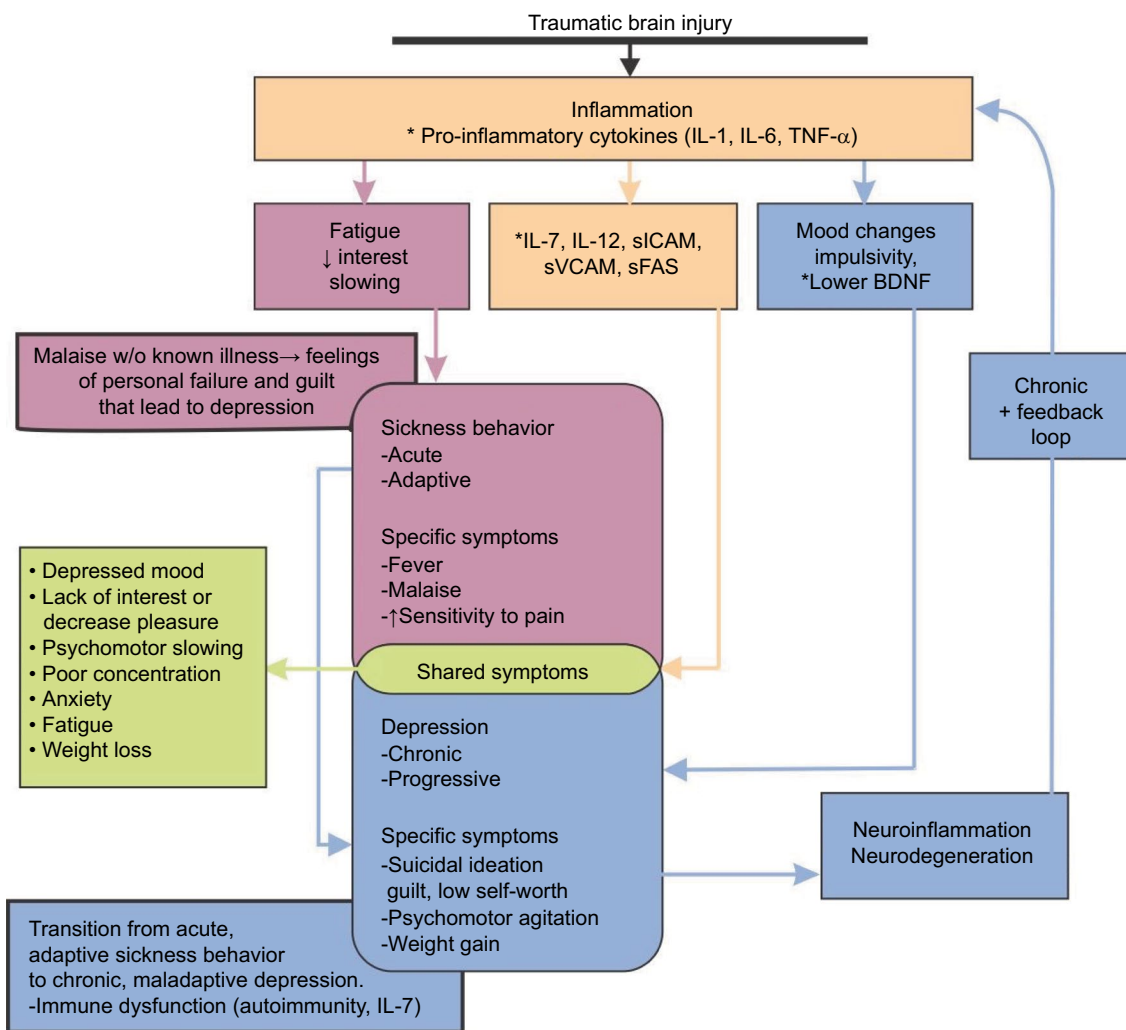 Traumatic brain injury
Inflammation
* Pro-inflammatory cytokines (IL-1, IL-6, TNF-α)
Fatigue
↓ interest
slowing
*IL-7, IL-12, sICAM,
sVCAM, sFAS
Mood changes
impulsivity,
*Lower BDNF
Malaise w/o known illness→ feelings
of personal failure and guilt
that lead to depression
Chronic
+ feedback
loop
Sickness behavior
-Acute
-Adaptive
Specific symptoms
-Fever
-Malaise
-↑Sensitivity to pain
• Depressed mood
• Lack of interest or
decrease pleasure
• Psychomotor slowing
• Poor concentration
• Anxiety
• Fatigue
• Weight loss
Shared symptoms
Depression
-Chronic
-Progressive
Specific symptoms
-Suicidal ideation
guilt, low self-worth
-Psychomotor agitation
-Weight gain
Neuroinflammation
Neurodegeneration
Transition from acute,
adaptive sickness behavior
to chronic, maladaptive depression.
-Immune dysfunction (autoimmunity, IL-7)